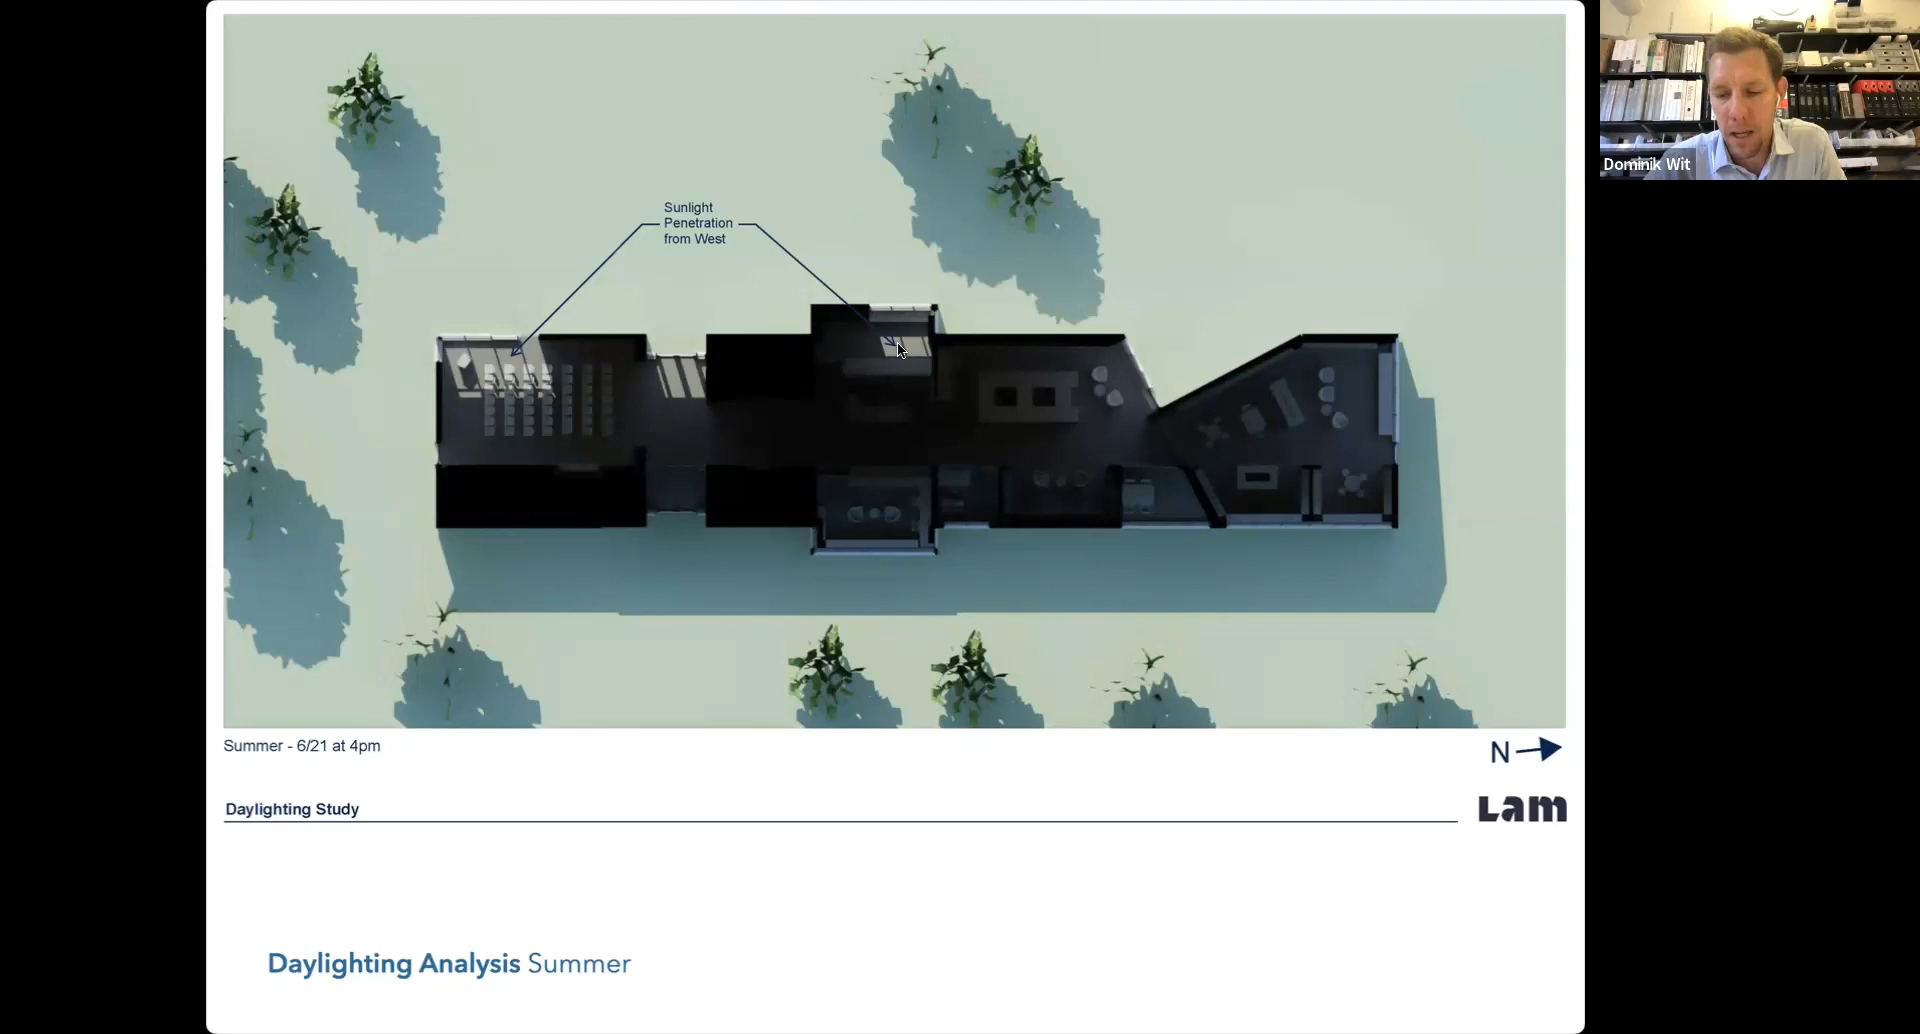 Sunlight
Penetration
from West
Summer - 6/21 at 4pm
N
Daylighting Study
Lam
Daylighting Analysis Summer
Dominik Wit